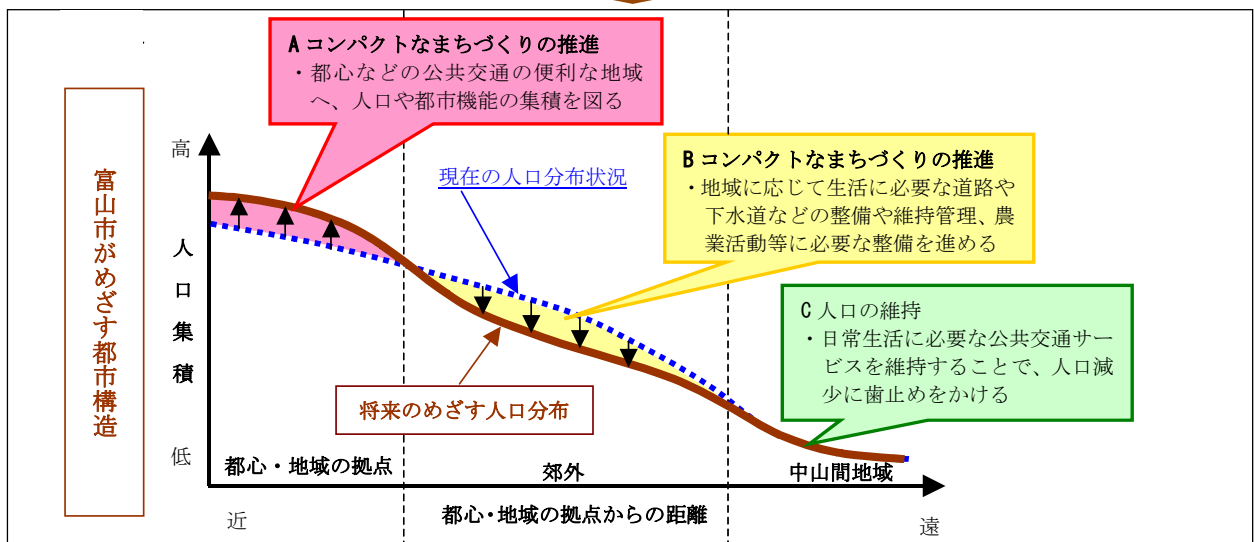 富山市がめざす都市構造
A コンパクトなまちづくりの推進
・都心などの公共交通の便利な地域
へ、人口や都市機能の集積を図る
B コンパクトなまちづくりの推進
・地域に応じて生活に必要な道路や
下水道などの整備や維持管理、農
業活動等に必要な整備を進める
C 人口の維持
・日常生活に必要な公共交通サー
ビスを維持することで、人口減
少に歯止めをかける
高
人口集積
低
現在の人口分布状況
将来のめざす人口分布
都心・地域の拠点
郊外
中山間地域
近
都心・地域の拠点からの距離
遠